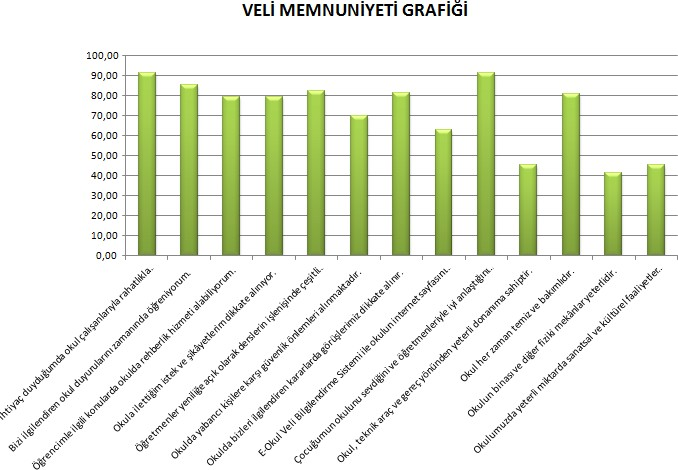 VELİ MEMNUNİYETİ GRAFİĞİ
100,00
90,00
80,00
70,00
60,00
50,00
40,00
30,00
20,00
10,00
0,00
İhtiyaç duyduğumda okul çalışanlarıyla rahatlıkla..
Bizi ilgilendiren okul duyurularını zamanında öğreniyorum.
Öğrencimle ilgili konularda okulda rehberlik hizmeti alabiliyorum.
Okula ilettiğim istek ve şikâyetlerim dikkate alınıyor.
Öğretmenler yeniliğe açık olarak derslerin işlenişinde çeşitli..
Okulda yabancı kişilere karşı güvenlik önlemleri alınmaktadır.
Okulda bizleri ilgilendiren kararlarda görüşlerimiz dikkate alınır.
E-Okul Veli Bilgilendirme Sistemi ile okulun internet sayfasını..
Çocuğumun okulunu sevdiğini ve öğretmenleriyle iyi anlaştığını..
Okul, teknik araç ve gereç yönünden yeterli donanıma sahiptir.
Okul her zaman temiz ve bakımlıdır.
Okulun binası ve diğer fiziki mekânlar yeterlidir.
Okulumuzda yeterli miktarda sanatsal ve kültürel faaliyetler..